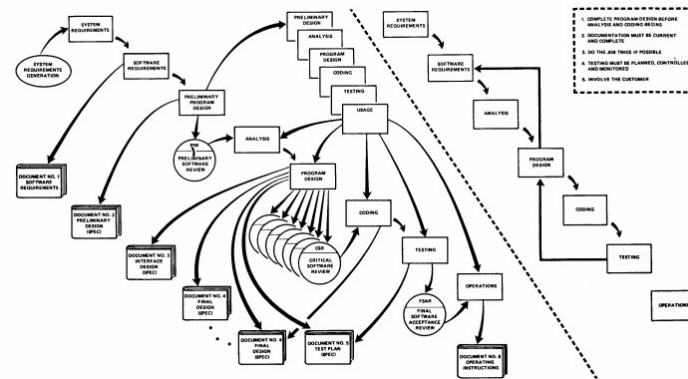 PRELIMINARY
DESIGN
ANALYSIS
PROGRAM
DESIGN
CODING
TESTING
USAGE
SYSTEM
REQUIREMENTS
SYSTEM
REQUIREMENTS
GENERATION
SOFTWARE
REQUIREMENTS
PRELIMINARY
PROGRAM
DESIGN
PSR
PRELIMINARY
SOFTWARE
REVIEW
ANALYSIS
PROGRAM
DESIGN
CSR
CRITICAL
SOFTWARE
REVIEW
CODING
TESTING
FSAR
FINAL
SOFTWARE
ACCEPTANCE
REVIEW
OPERATIONS
DOCUMENT NO. 1
SOFTWARE
REQUIREMENTS
DOCUMENT NO. 2
PRELIMINARY
DESIGN
(SPEC)
DOCUMENT NO. 3
INTERFACE
DESIGN
(SPEC)
DOCUMENT NO. 4
FINAL
DESIGN
(SPEC)
DOCUMENT NO. 4
FINAL
DESIGN
(SPEC)
DOCUMENT NO. 5
TEST PLAN
(SPEC)
DOCUMENT NO. 6
OPERATING
INSTRUCTIONS
SYSTEM
REQUIREMENTS
SOFTWARE
REQUIREMENTS
ANALYSIS
PROGRAM
DESIGN
CODING
TESTING
OPERATIONS
1. COMPLETE PROGRAM DESIGN BEFORE
ANALYSIS AND CODING BEGINS
2. DOCUMENTATION MUST BE CURRENT
AND COMPLETE
3. DO THE JOB TWICE IF POSSIBLE
4. TESTING MUST BE PLANNED, CONTROLLED
AND MONITORED
5. INVOLVE THE CUSTOMER